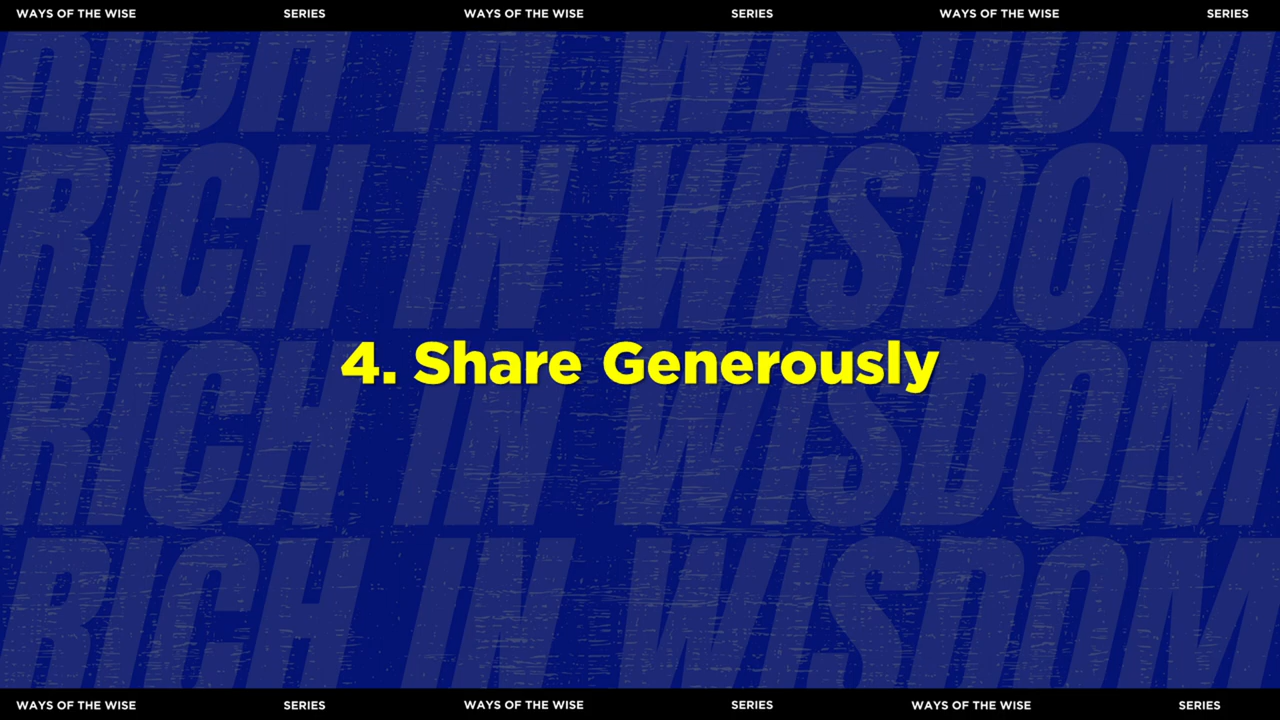 WAYS OF THE WISE SERIES WAYS OF THE WISE SERIES WAYS OF THE WISE SERIES
RICH IN WISDOM
RICH IN WISDOM
4. Share Generously
RICH IN WISDOM
RICH IN WISDOM
WAYS OF THE WISE SERIES WAYS OF THE WISE SERIES WAYS OF THE WISE SERIES